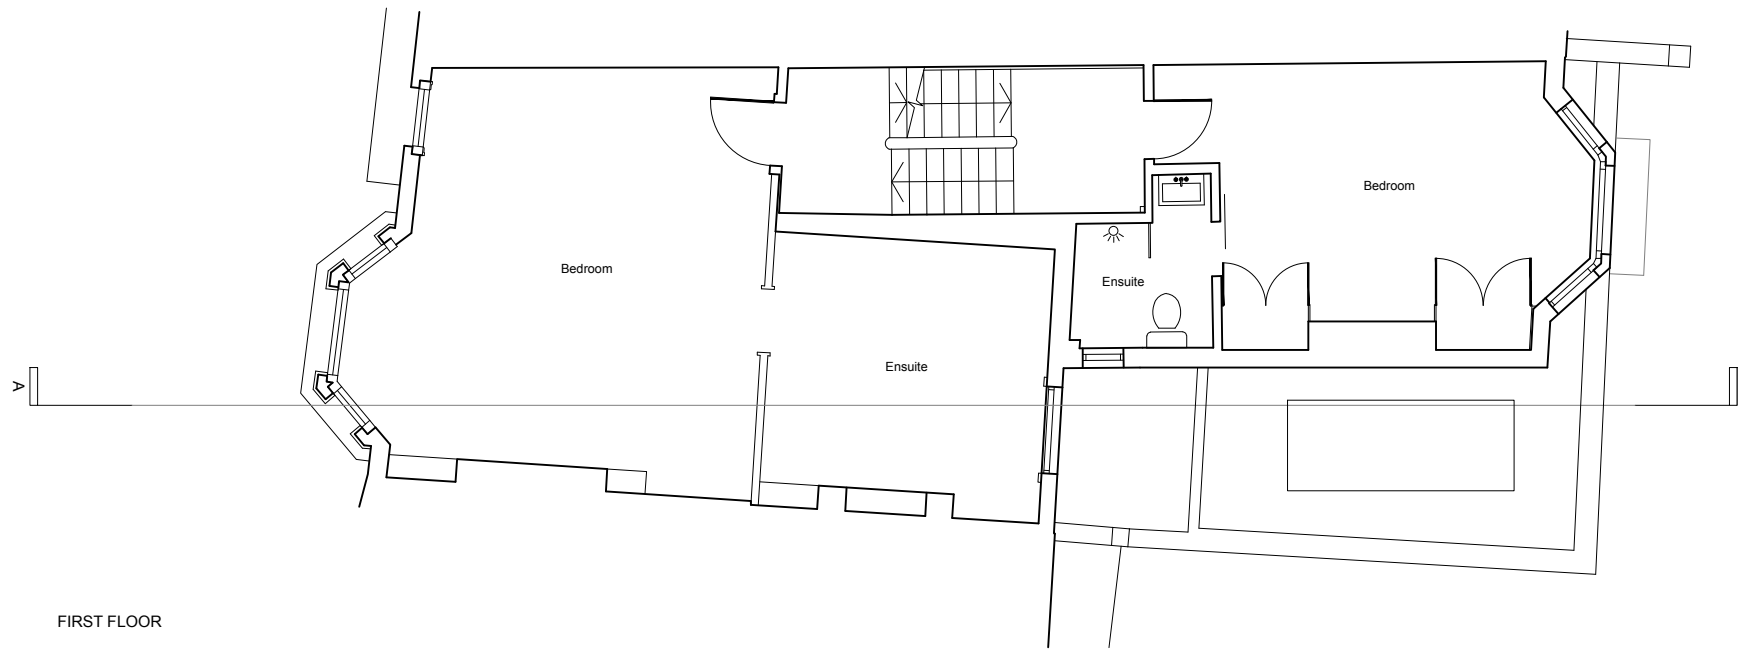 Bedroom
Bedroom
Ensuite
Ensuite
A
FIRST FLOOR